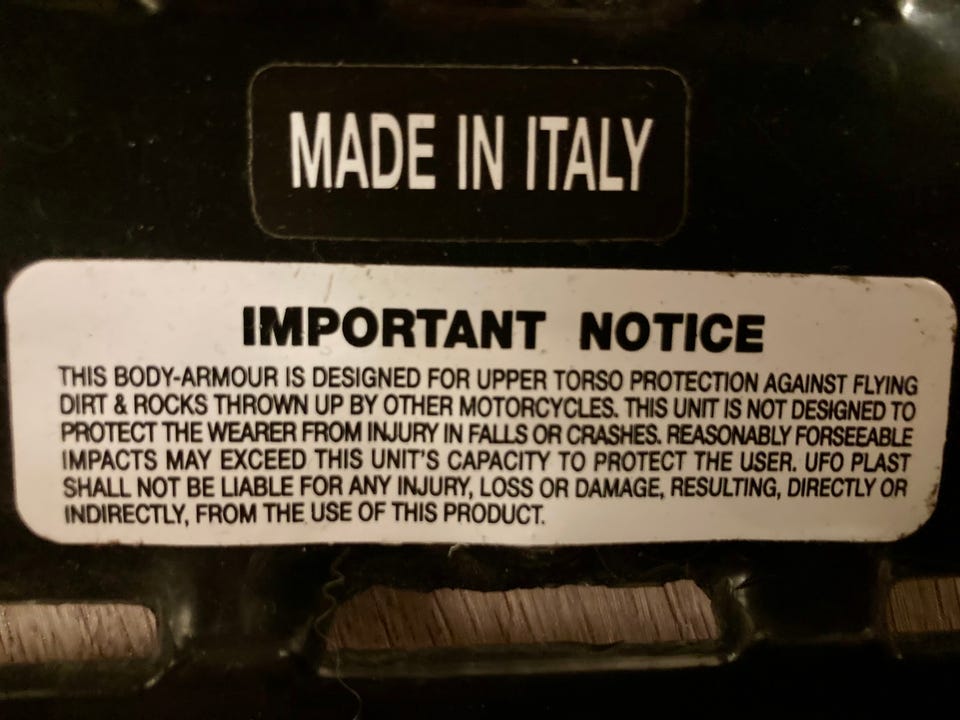 MADE IN ITALY
IMPORTANT NOTICE
THIS BODY-ARMOUR IS DESIGNED FOR UPPER TORSO PROTECTION AGAINST FLYING
DIRT & ROCKS THROWN UP BY OTHER MOTORCYCLES. THIS UNIT IS NOT DESIGNED TO
PROTECT THE WEARER FROM INJURY IN FALLS OR CRASHES. REASONABLY FORSEEABLE
IMPACTS MAY EXCEED THIS UNIT'S CAPACITY TO PROTECT THE USER. UFO PLAST
SHALL NOT BE LIABLE FOR ANY INJURY, LOSS OR DAMAGE, RESULTING, DIRECTLY OR
INDIRECTLY, FROM THE USE OF THIS PRODUCT.